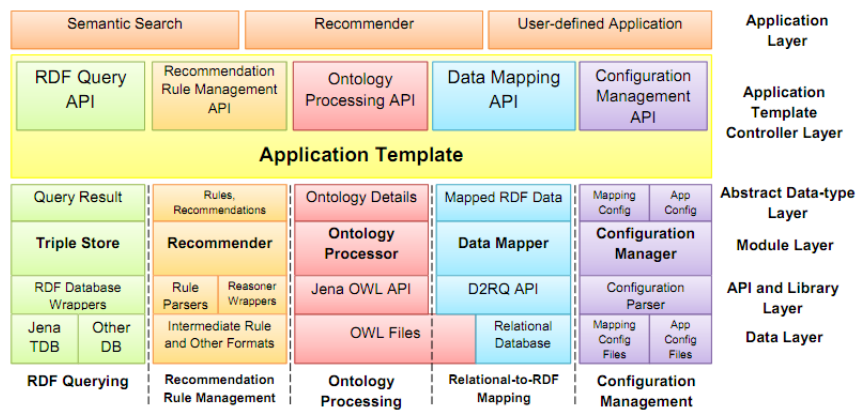 Semantic Search
Recommender
User-defined Application
Application
Layer
RDF Query
API
Recommendation
Rule Management
API
Ontology
Processing API
Data Mapping
API
Configuration
Management
API
Application
Template
Controller Layer
Application Template
Query Result
Rules,
Recommendations
Ontology Details
Mapped RDF Data
Mapping
Config
App
Config
Abstract Data-type
Layer
Triple Store
Recommender
Ontology
Processor
Data Mapper
Configuration
Manager
Module Layer
RDF Database
Wrappers
Rule
Parsers
Reasoner
Wrappers
Jena OWL API
D2RQ API
Configuration
Parser
API and Library
Layer
Jena
TDB
Other
DB
Intermediate Rule
and Other Formats
OWL Files
Relational
Database
Mapping
Config
Files
App
Config
Files
Data Layer
RDF Querying
Recommendation
Rule Management
Ontology
Processing
Relational-to-RDF
Mapping
Configuration
Management